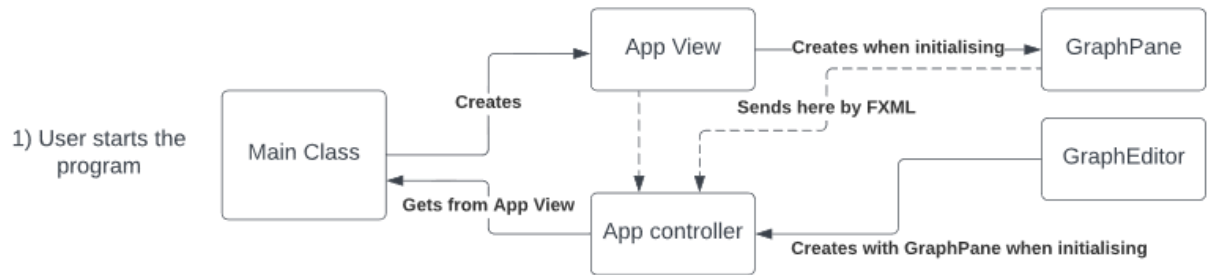 App View
Creates when initialising
GraphPane
Creates
Sends here by FXML
1) User starts the
program
Main Class
GraphEditor
Gets from App View
App controller
Creates with GraphPane when initialising